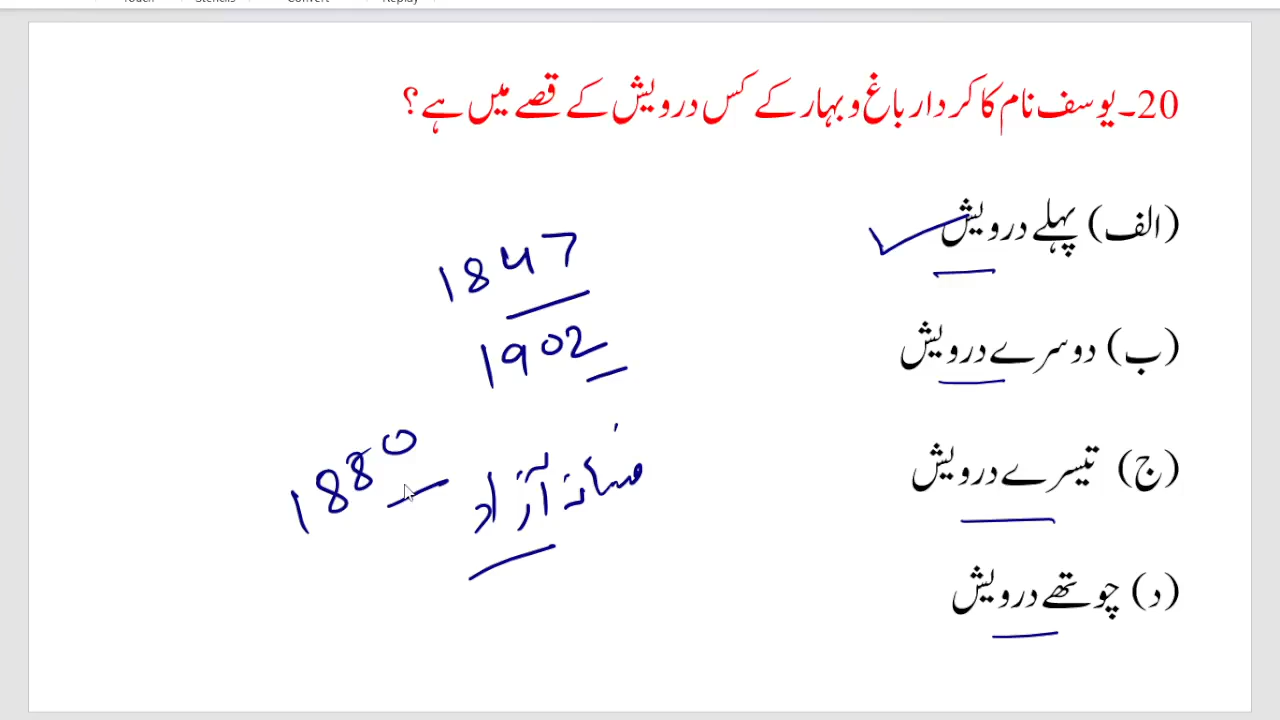 20۔یوسف نام کا کردار باغ و بہار کے کس درویش کے قصے میں ہے؟
(الف) پہلے درویش
1847
(ب) دوسرے درویش
1902
(ج) تیسرے درویش
فسانہ آزاد
1880
(د) چوتھے درویش